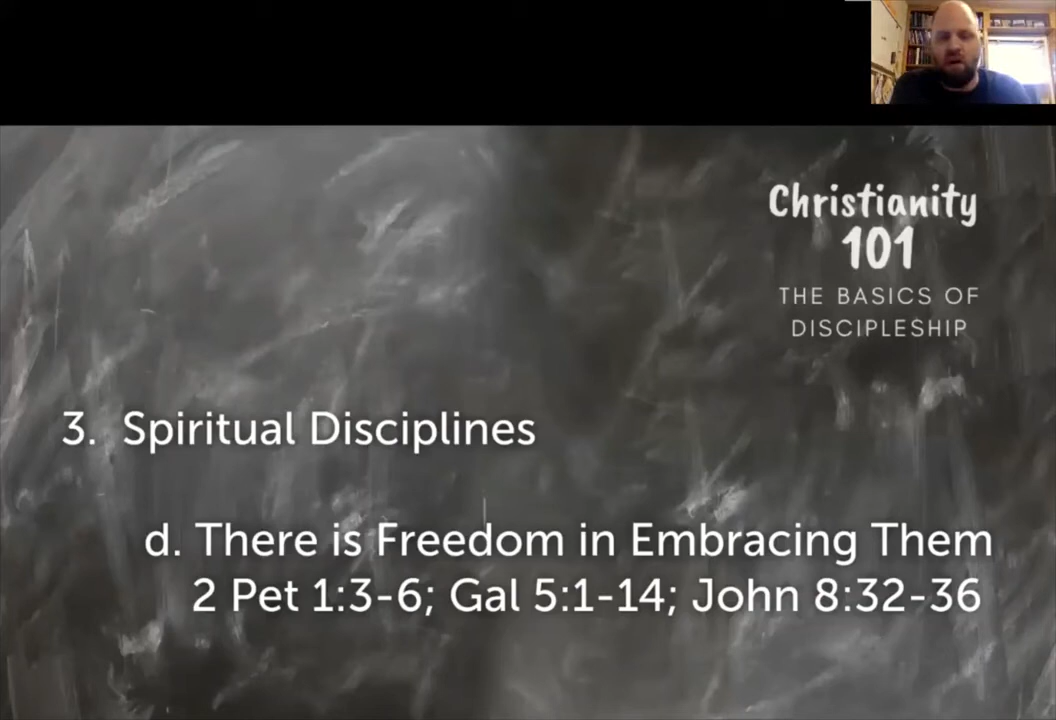 Christianity
101
THE BASICS OF
DISCIPLESHIP
3. Spiritual Disciplines
d. There is Freedom in Embracing Them
2 Pet 1:3-6; Gal 5:1-14; John 8:32-36